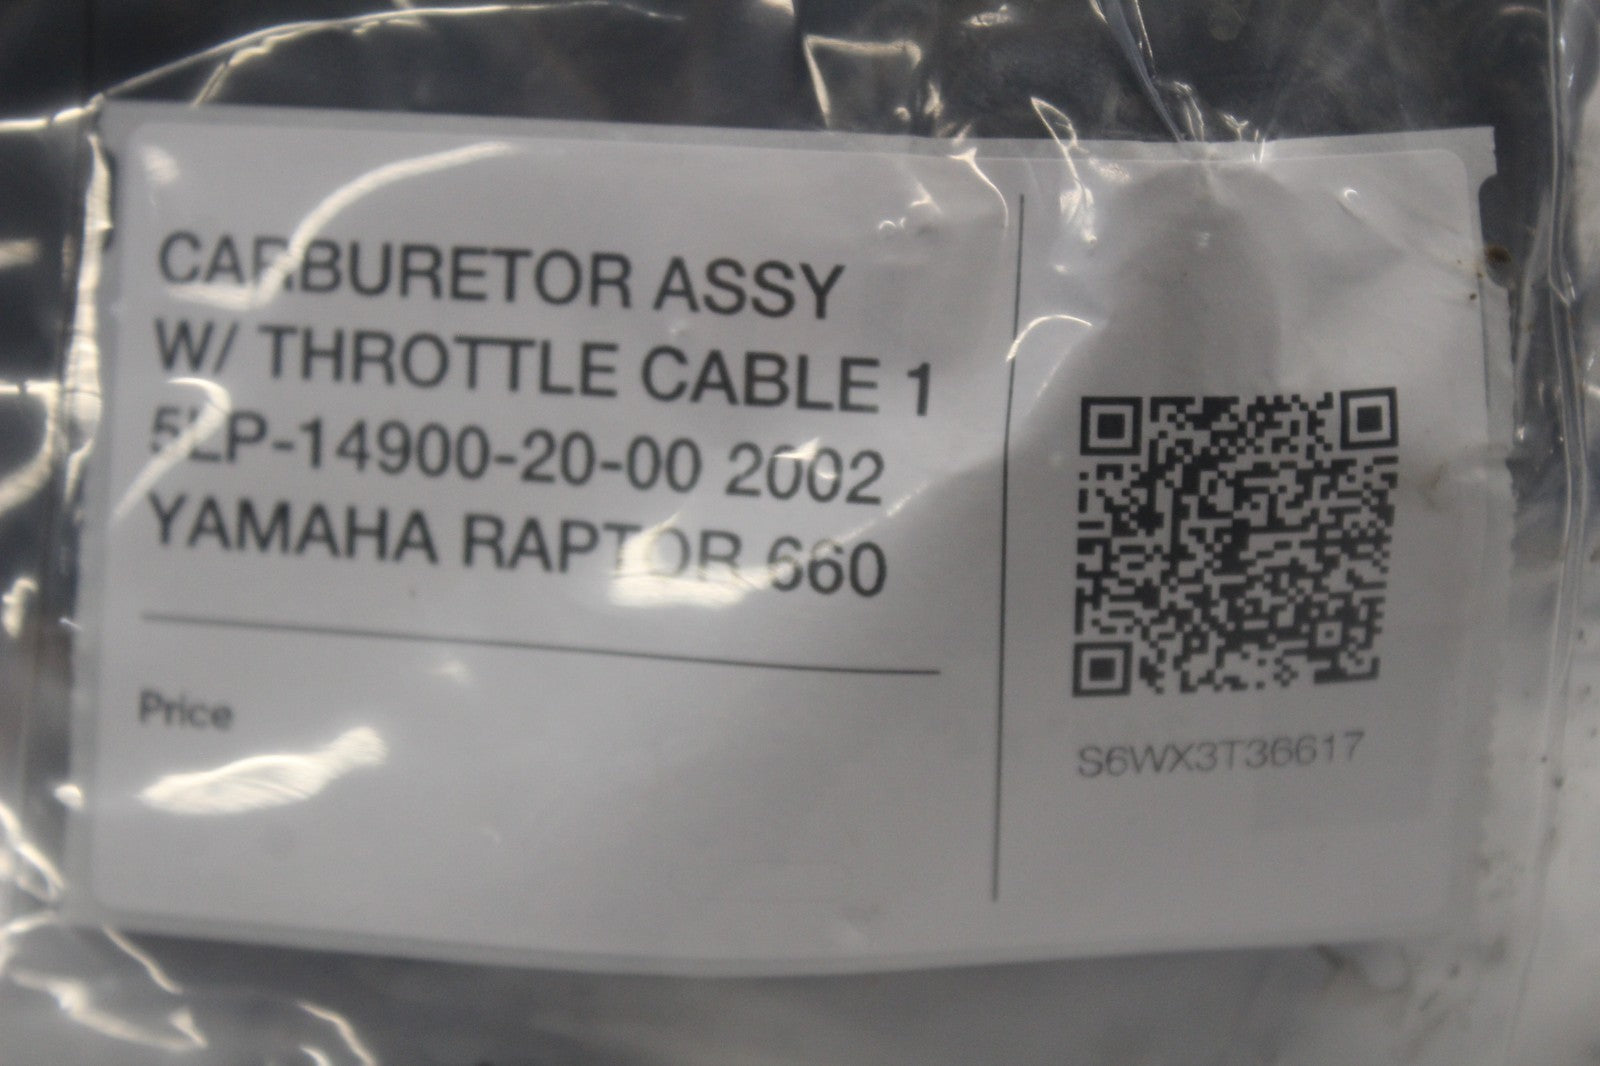 CARBURETOR ASSY
W/ THROTTLE CABLE 1
5LP-14900-20-00 2002
YAMAHA RAPTOR 660
Price
S6WX3T36617